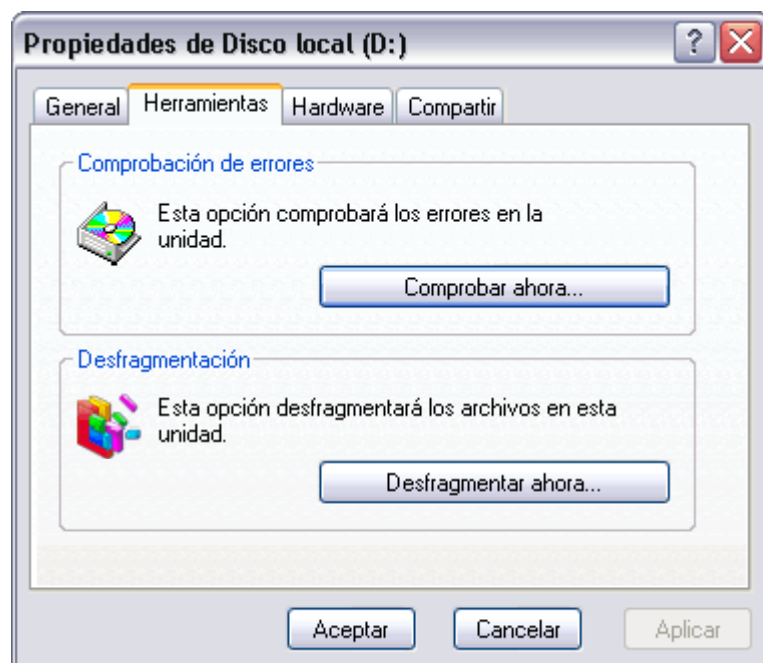 Propiedades de Disco local (D:)
General Herramientas Hardware Compartir
Comprobación de errores
Esta opción comprobará los errores en la
unidad.
Comprobar ahora...
Desfragmentación
Esta opción desfragmentará los archivos en esta
unidad.
Desfragmentar ahora...
Aceptar Cancelar Aplicar